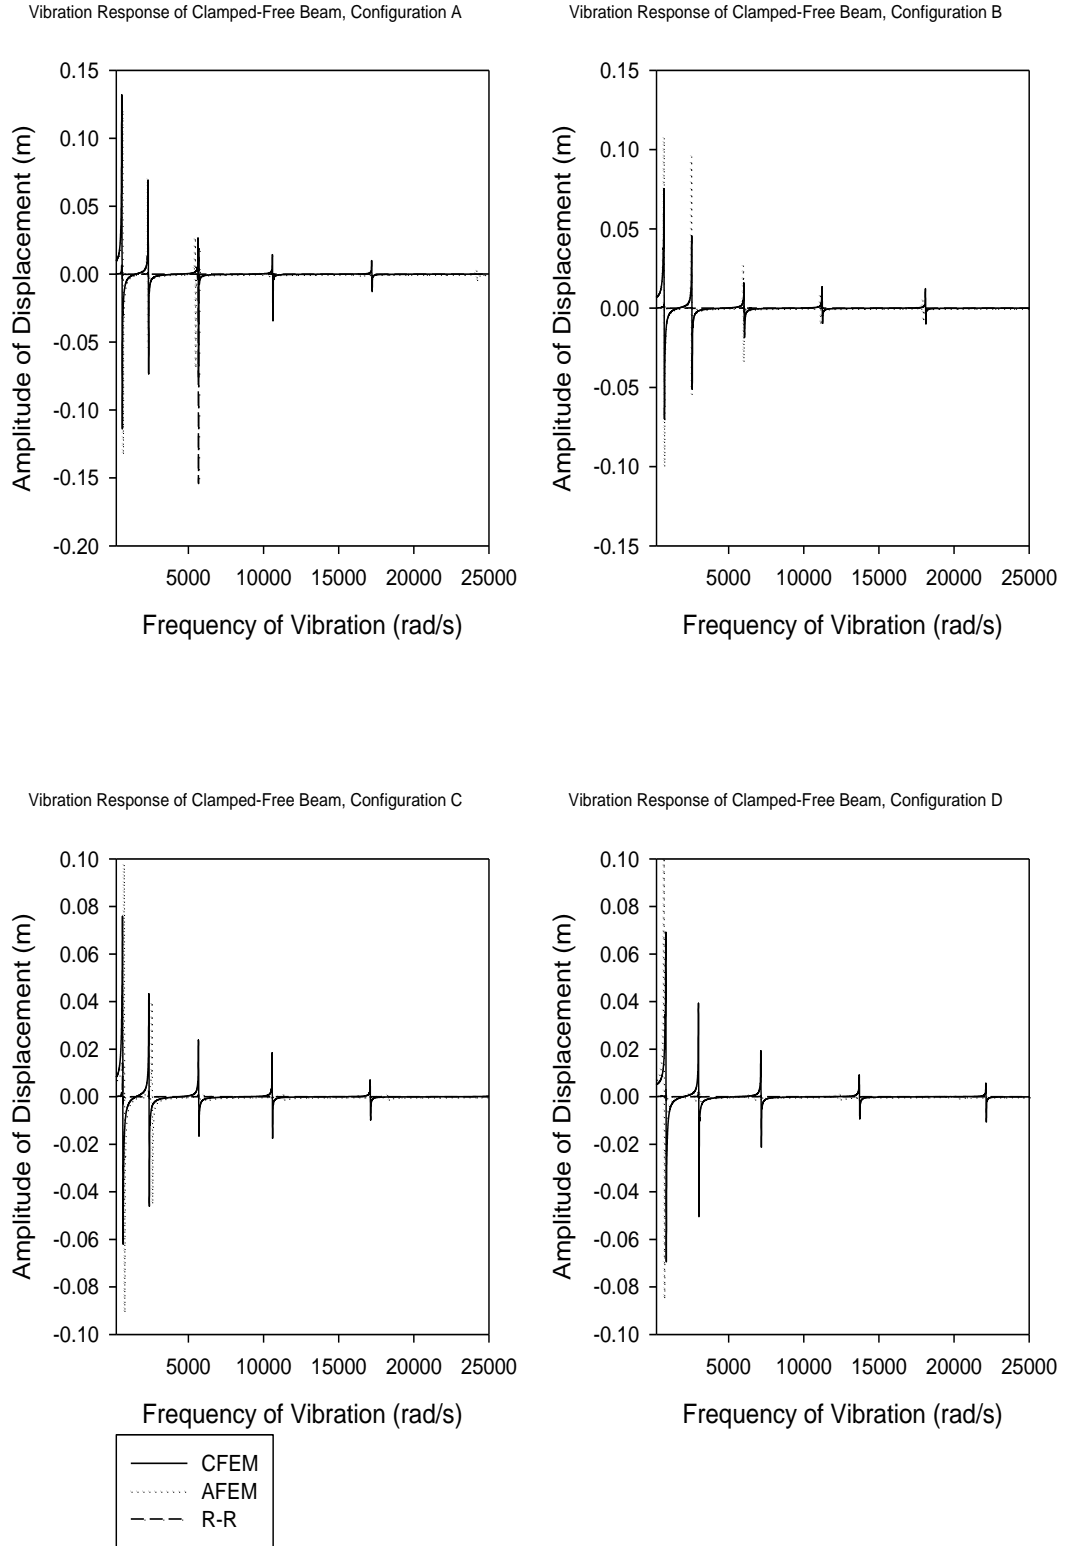 Vibration Response of Clamped-Free Beam, Configuration A
Vibration Response of Clamped-Free Beam, Configuration B
Amplitude of Displacement (m)
0.15
0.10
0.05
0.00
-0.05
-0.10
-0.15
-0.20
5000 10000 15000 20000 25000
Frequency of Vibration (rad/s)
Amplitude of Displacement (m)
0.15
0.10
0.05
0.00
-0.05
-0.10
-0.15
5000 10000 15000 20000 25000
Frequency of Vibration (rad/s)
Vibration Response of Clamped-Free Beam, Configuration C
Vibration Response of Clamped-Free Beam, Configuration D
Amplitude of Displacement (m)
0.10
0.08
0.06
0.04
0.02
0.00
-0.02
-0.04
-0.06
-0.08
-0.10
5000 10000 15000 20000 25000
Frequency of Vibration (rad/s)
Amplitude of Displacement (m)
0.10
0.08
0.06
0.04
0.02
0.00
-0.02
-0.04
-0.06
-0.08
-0.10
5000 10000 15000 20000 25000
Frequency of Vibration (rad/s)
CFEM
AFEM
R-R